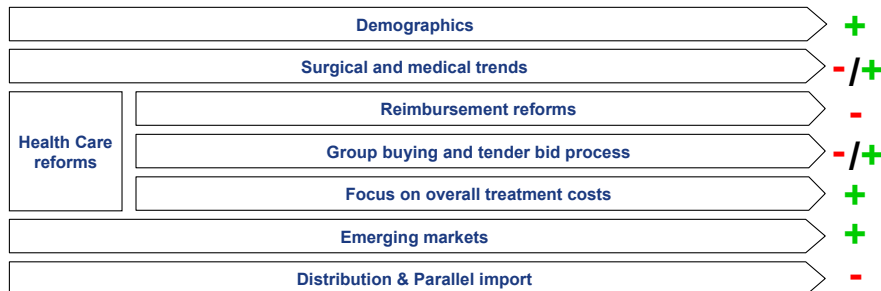 Demographics
+
Surgical and medical trends
-/+
Health Care
reforms
Reimbursement reforms
-
Group buying and tender bid process
-/+
Focus on overall treatment costs
+
Emerging markets
+
Distribution & Parallel import
-